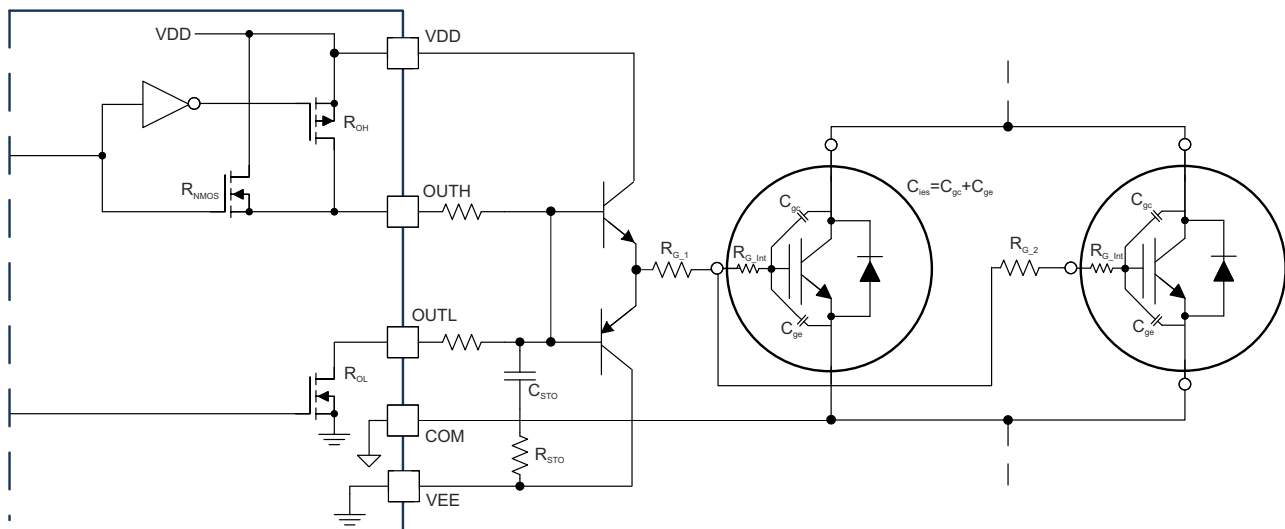 VDD
VDD
R_OH
R_NMOS
OUTH
C_ies=C_gc+C_ge
C_gc
C_gc
R_G_1
R_G_Int
R_G_2
R_G_Int
OUTL
C_ge
C_ge
R_OL
C_STO
COM
R_STO
VEE